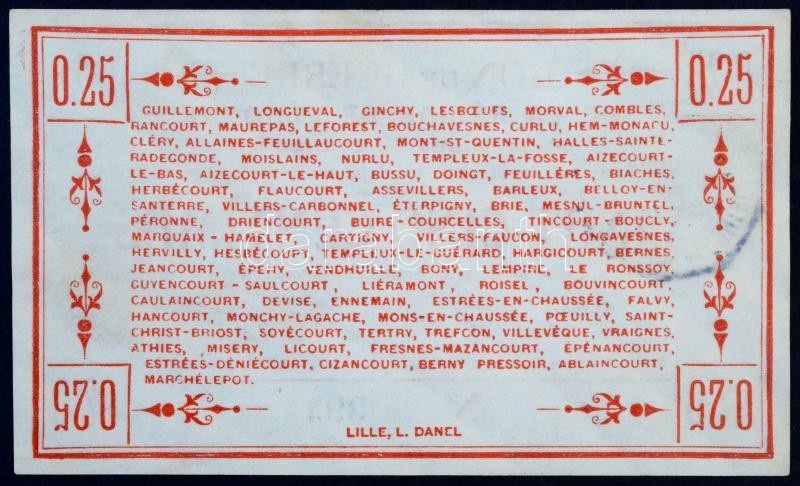 0.25
0.25
GUILLEMONT, LONGUEVAL, GINCHY, LESBŒUFS, MORVAL, COMBLES,
RANCOURT, MAUREPAS, LEFOREST, BOUCHAVESNES, CURLU, HEM-MONACU,
CLÉRY, ALLAINES-FEUILLAUCOURT, MONT-ST-QUENTIN, HALLES-SAINTE-
RADEGONDE, MOISLAINS, NURLU, TEMPLEUX-LA-FOSSE, AIZECOURT-
LE-BAS, AIZECOURT-LE-HAUT, BUSSU, DOINGT, FEUILLÈRES, BIACHES,
HERBÉCOURT, FLAUCOURT, ASSEVILLERS, BARLEUX, BELLOY-EN-
SANTERRE, VILLERS-CARBONNEL, ÉTERPIGNY, BRIE, MESNIL-BRUNTEL,
PÉRONNE, DRIENCOURT, BUIRE-COURCELLES, TINCOURT-BOUCLY,
MARQUAIX-HAMELET, CARTIGNY, VILLERS-FAUCON, LONGAVESNES,
HERVILLY, HESBÉCOURT, TEMPLEUX-LE-GUÉRARD, HARGICOURT, BERNES,
JEANCOURT, ÉPEHY, VENDHUILLE, BONY, LEMPIRE, LE RONSSOY,
GUYENCOURT-SAULCOURT, LIÉRAMONT, ROISEL, BOUVINCOURT,
CAULAINCOURT, DEVISE, ENNEMAIN, ESTRÉES-EN-CHAUSSÉE, FALVY,
HANCOURT, MONCHY-LAGACHE, MONS-EN-CHAUSSÉE, PŒUILLY, SAINT-
CHRIST-BRIOST, SOYÉCOURT, TERTRY, TREFCON, VILLEVÊQUE, VRAIGNES,
ATHIES, MISERY, LICOURT, FRESNES-MAZANCOURT, ÉPÉNANCOURT,
ESTRÉES-DÉNIÉCOURT, CIZANCOURT, BERNY PRESSOIR, ABLAINCOURT,
MARCHÉLEPOT.
darabanth
0.25
0.25
LILLE, L. DANEL